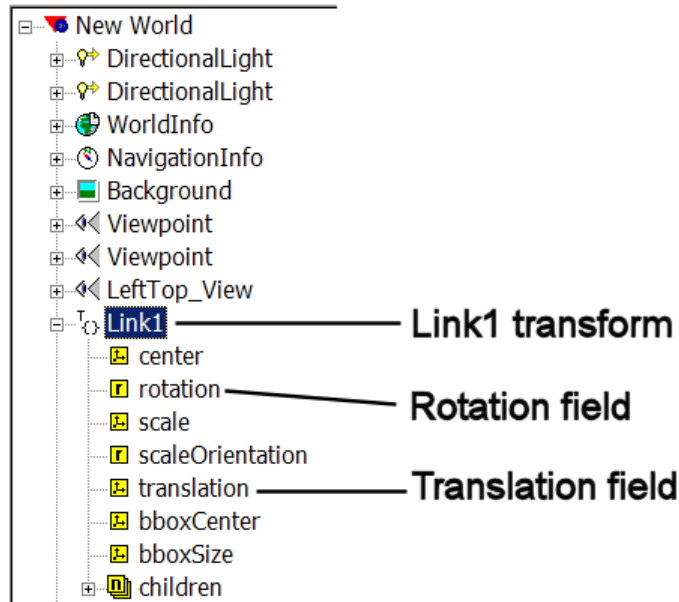 New World
DirectionalLight
DirectionalLight
WorldInfo
NavigationInfo
Background
Viewpoint
Viewpoint
LeftTop_View
T{} Link1 Link1 transform
center
r rotation Rotation field
scale
r scaleOrientation
translation Translation field
bboxCenter
bboxSize
n children